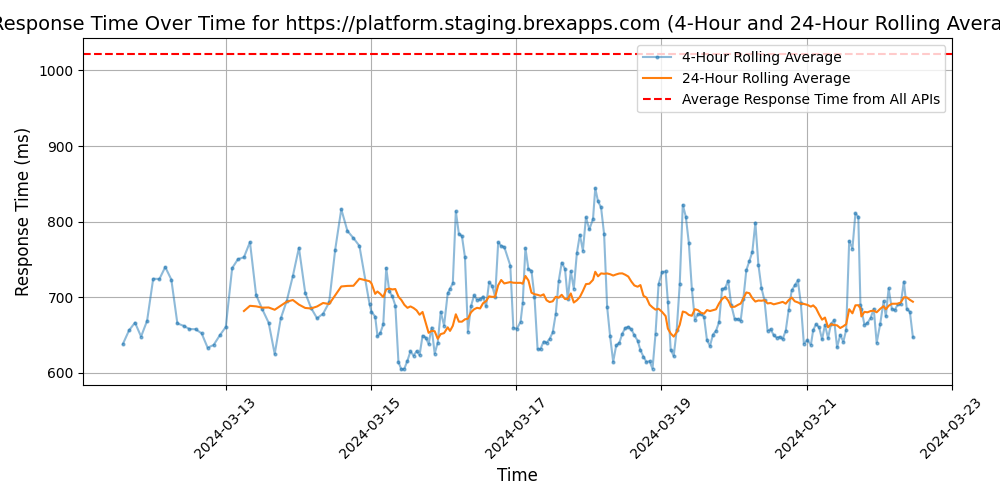 Response Time Over Time for https://platform.staging.brexapps.com (4-Hour and 24-Hour Rolling Avera
4-Hour Rolling Average
24-Hour Rolling Average
Average Response Time from All APIs
Response Time (ms)
1000
900
800
700
600
2024-03-13
2024-03-15
2024-03-17
2024-03-19
2024-03-21
2024-03-23
Time